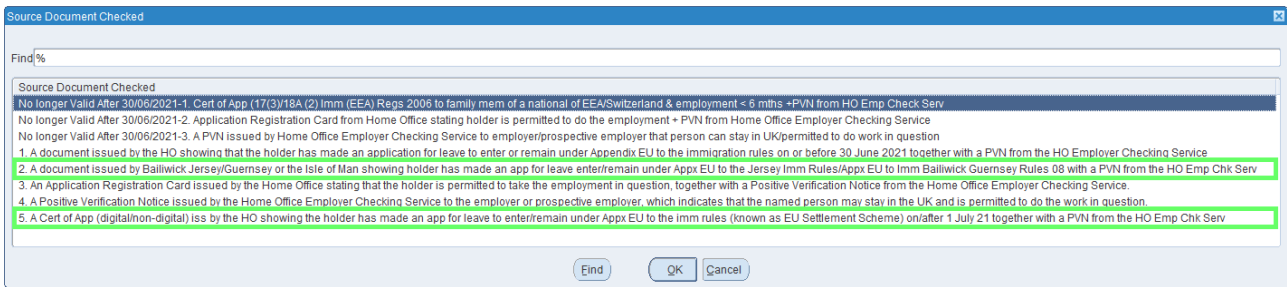 Source Document Checked
Find %
Source Document Checked
No longer Valid After 30/06/2021-1. Cert of App (17(3)/18A (2) Imm (EEA) Regs 2006 to family mem of a national of EEA/Switzerland & employment < 6 mths +PVN from HO Emp Check Serv
No longer Valid After 30/06/2021-2. Application Registration Card from Home Office stating holder is permitted to do the employment + PVN from Home Office Employer Checking Service
No longer Valid After 30/06/2021-3. A PVN issued by Home Office Employer Checking Service to employer/prospective employer that person can stay in UK/permitted to do work in question
1. A document issued by the HO showing that the holder has made an application for leave to enter or remain under Appendix EU to the immigration rules on or before 30 June 2021 together with a PVN from the HO Employer Checking Service
2. A document issued by Bailiwick Jersey/Guernsey or the Isle of Man showing holder has made an app for leave enter/remain under Appx EU to the Jersey Imm Rules/Appx EU to Imm Bailiwick Guernsey Rules 08 with a PVN from the HO Emp Chk Serv
3. An Application Registration Card issued by the Home Office stating that the holder is permitted to take the employment in question, together with a Positive Verification Notice from the Home Office Employer Checking Service.
4. A Positive Verification Notice issued by the Home Office Employer Checking Service to the employer or prospective employer, which indicates that the named person may stay in the UK and is permitted to do the work in question.
5. A Cert of App (digital/non-digital) iss by the HO showing the holder has made an app for leave to enter/remain under Appx EU to the imm rules (known as EU Settlement Scheme) on/after 1 July 21 together with a PVN from the HO Emp Chk Serv
Find OK Cancel